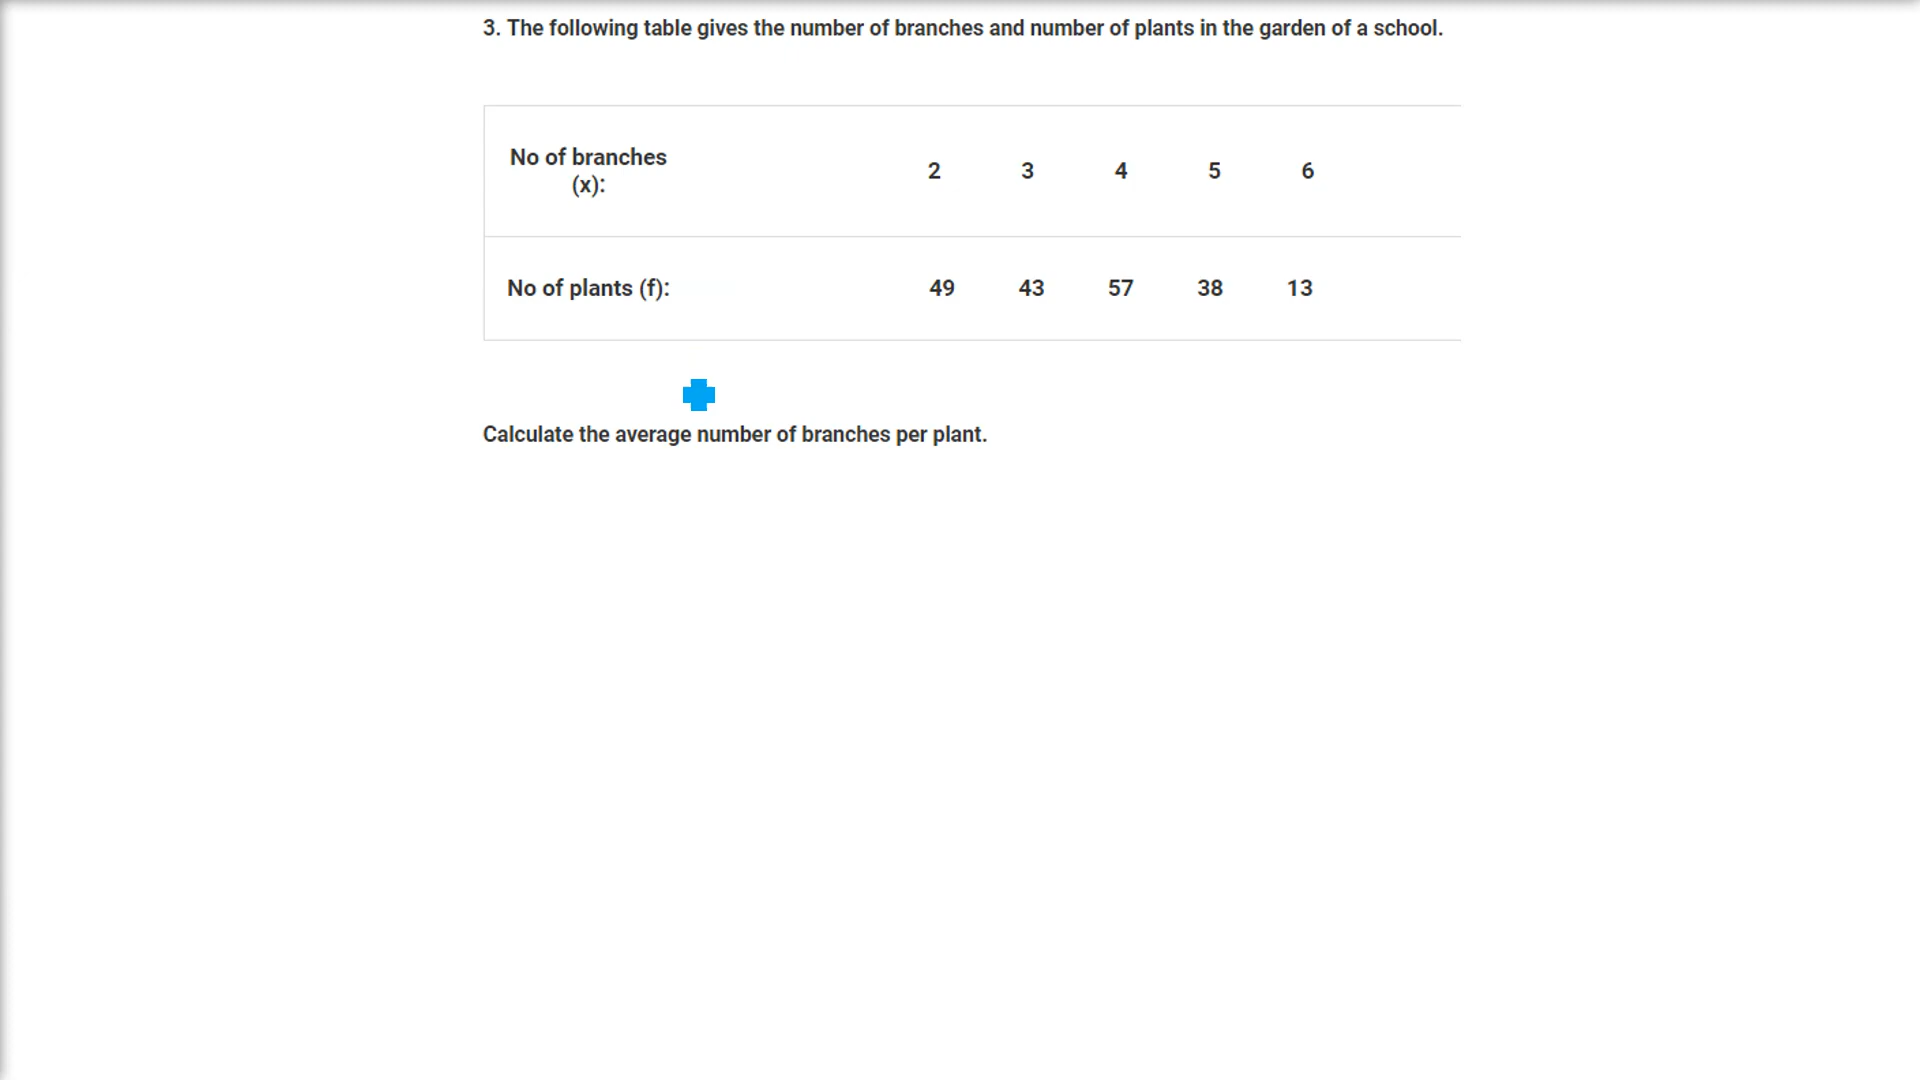 3. The following table gives the number of branches and number of plants in the garden of a school.
No of branches
(x):
2 3 4 5 6
No of plants (f): 49 43 57 38 13
Calculate the average number of branches per plant.